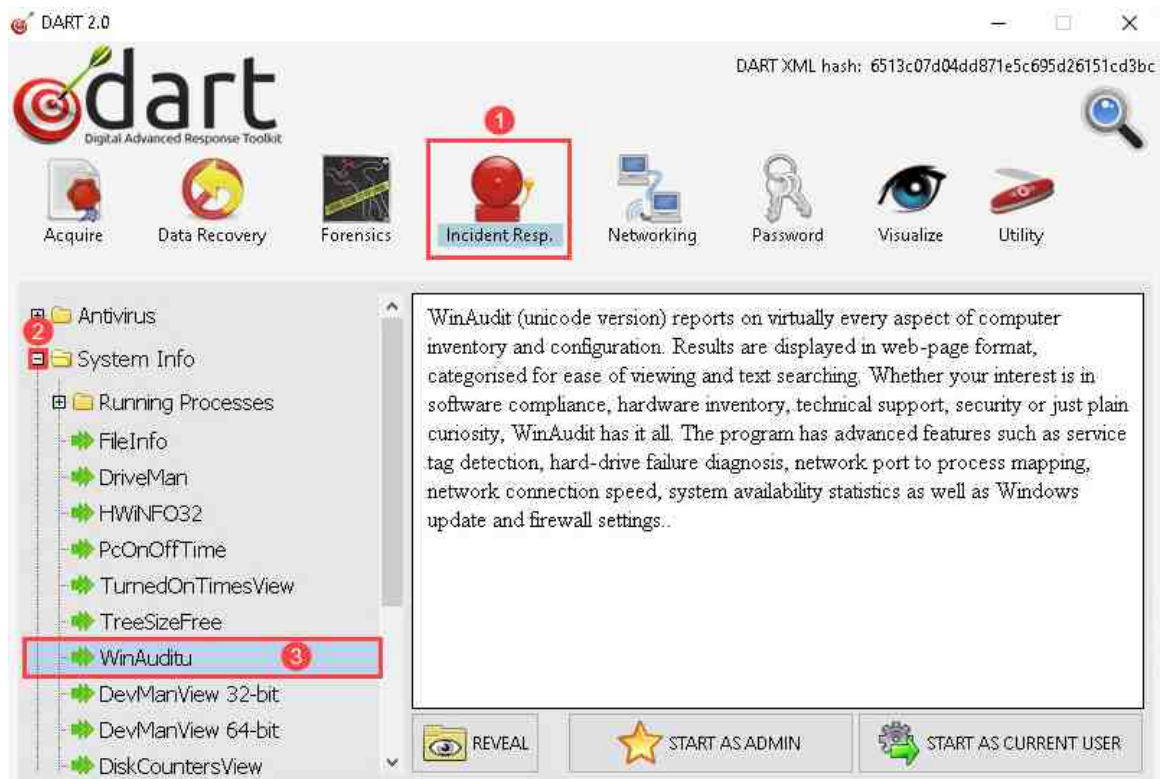 DART 2.0
dart
Digital Advanced Response Toolkit
DART XML hash: 6513c07d04dd871e5c695d26151cd3bc
1
Acquire
Data Recovery
Forensics
Incident Resp.
Networking
Password
Visualize
Utility
Antivirus
2
System Info
Running Processes
FileInfo
DriveMan
HWiNFO32
PcOnOffTime
TurnedOnTimesView
TreeSizeFree
WinAuditu
3
DevManView 32-bit
DevManView 64-bit
DiskCountersView
WinAudit (unicode version) reports on virtually every aspect of computer
inventory and configuration. Results are displayed in web-page format,
categorised for ease of viewing and text searching. Whether your interest is in
software compliance, hardware inventory, technical support, security or just plain
curiosity, WinAudit has it all. The program has advanced features such as service
tag detection, hard-drive failure diagnosis, network port to process mapping,
network connection speed, system availability statistics as well as Windows
update and firewall settings..
REVEAL
START AS ADMIN
START AS CURRENT USER